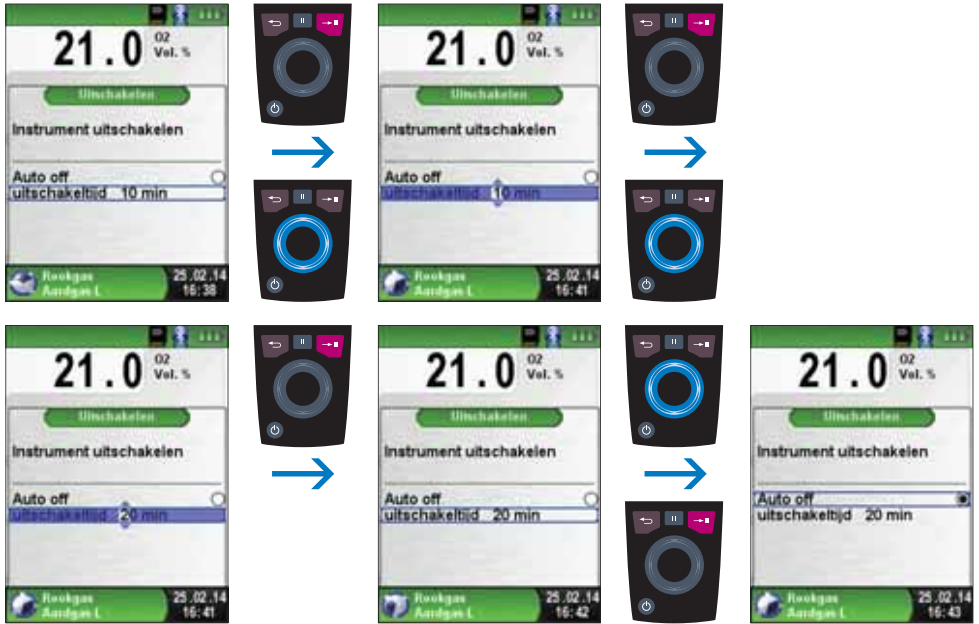 21.0 O2 Vol. %
Uitschakelen
Instrument uitschakelen
Auto off
uitschakeltijd 10 min
Rookgas 25.02.14
Aardgas L 16:38
21.0 O2 Vol. %
Uitschakelen
Instrument uitschakelen
Auto off
uitschakeltijd 10 min
Rookgas 25.02.14
Aardgas L 16:41
21.0 O2 Vol. %
Uitschakelen
Instrument uitschakelen
Auto off
uitschakeltijd 20 min
Rookgas 25.02.14
Aardgas L 16:41
21.0 O2 Vol. %
Uitschakelen
Instrument uitschakelen
Auto off
uitschakeltijd 20 min
Rookgas 25.02.14
Aardgas L 16:42
21.0 O2 Vol. %
Uitschakelen
Instrument uitschakelen
Auto off
uitschakeltijd 20 min
Rookgas 25.02.14
Aardgas L 16:43